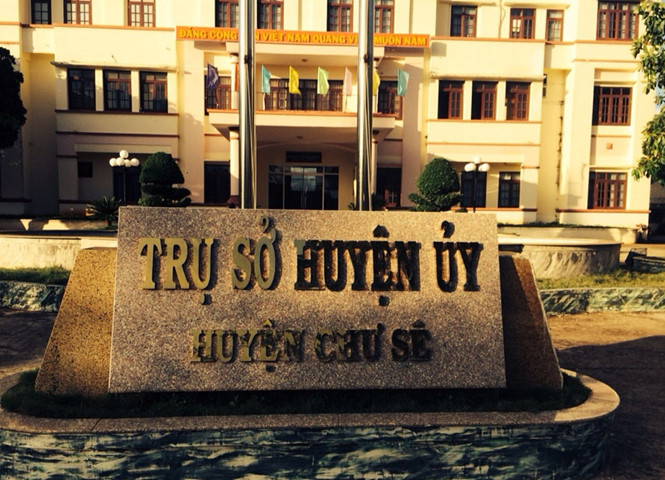 ĐẢNG CỘNG SẢN VIỆT NAM QUANG VINH MUÔN NĂM
TRỤ SỞ HUYỆN ỦY
HUYỆN CHƯ SÊ